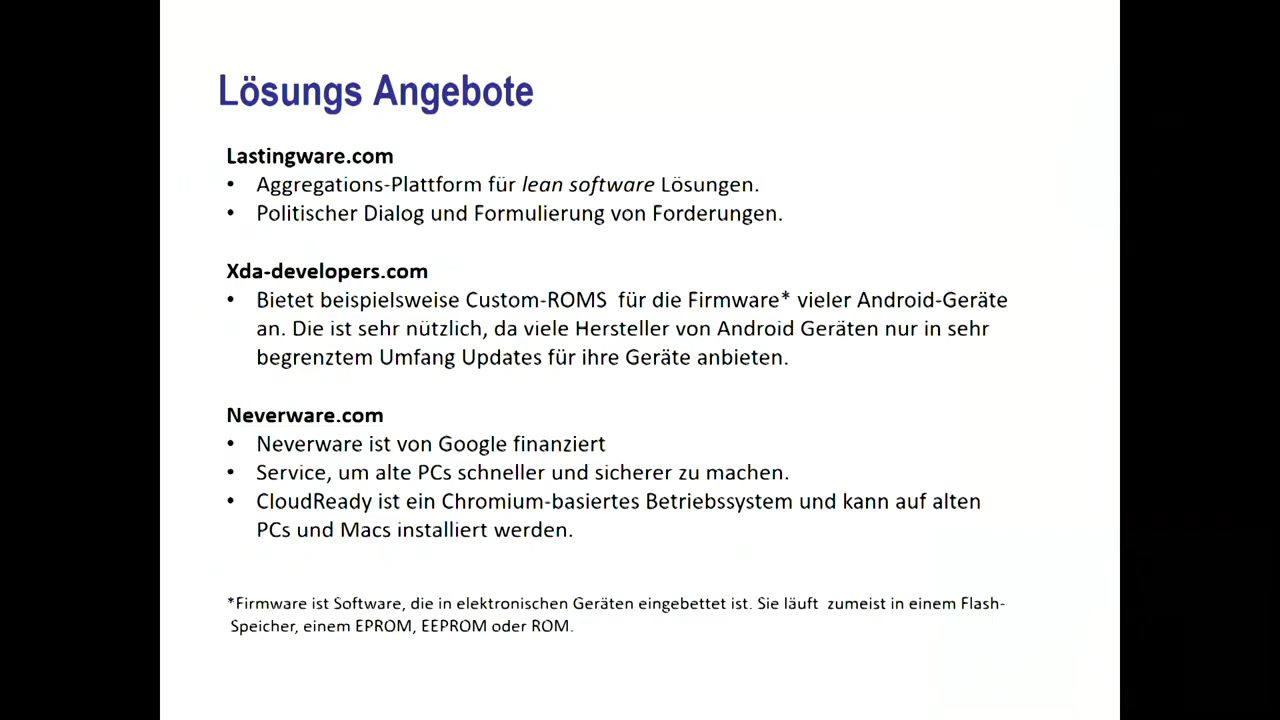 Lösungs Angebote
Lastingware.com
• Aggregations-Plattform für lean software Lösungen.
• Politischer Dialog und Formulierung von Forderungen.
Xda-developers.com
• Bietet beispielsweise Custom-ROMS für die Firmware* vieler Android-Geräte
an. Die ist sehr nützlich, da viele Hersteller von Android Geräten nur in sehr
begrenztem Umfang Updates für ihre Geräte anbieten.
Neverware.com
• Neverware ist von Google finanziert
• Service, um alte PCs schneller und sicherer zu machen.
• CloudReady ist ein Chromium-basiertes Betriebssystem und kann auf alten
PCs und Macs installiert werden.
*Firmware ist Software, die in elektronischen Geräten eingebettet ist. Sie läuft zumeist in einem Flash-
Speicher, einem EPROM, EEPROM oder ROM.